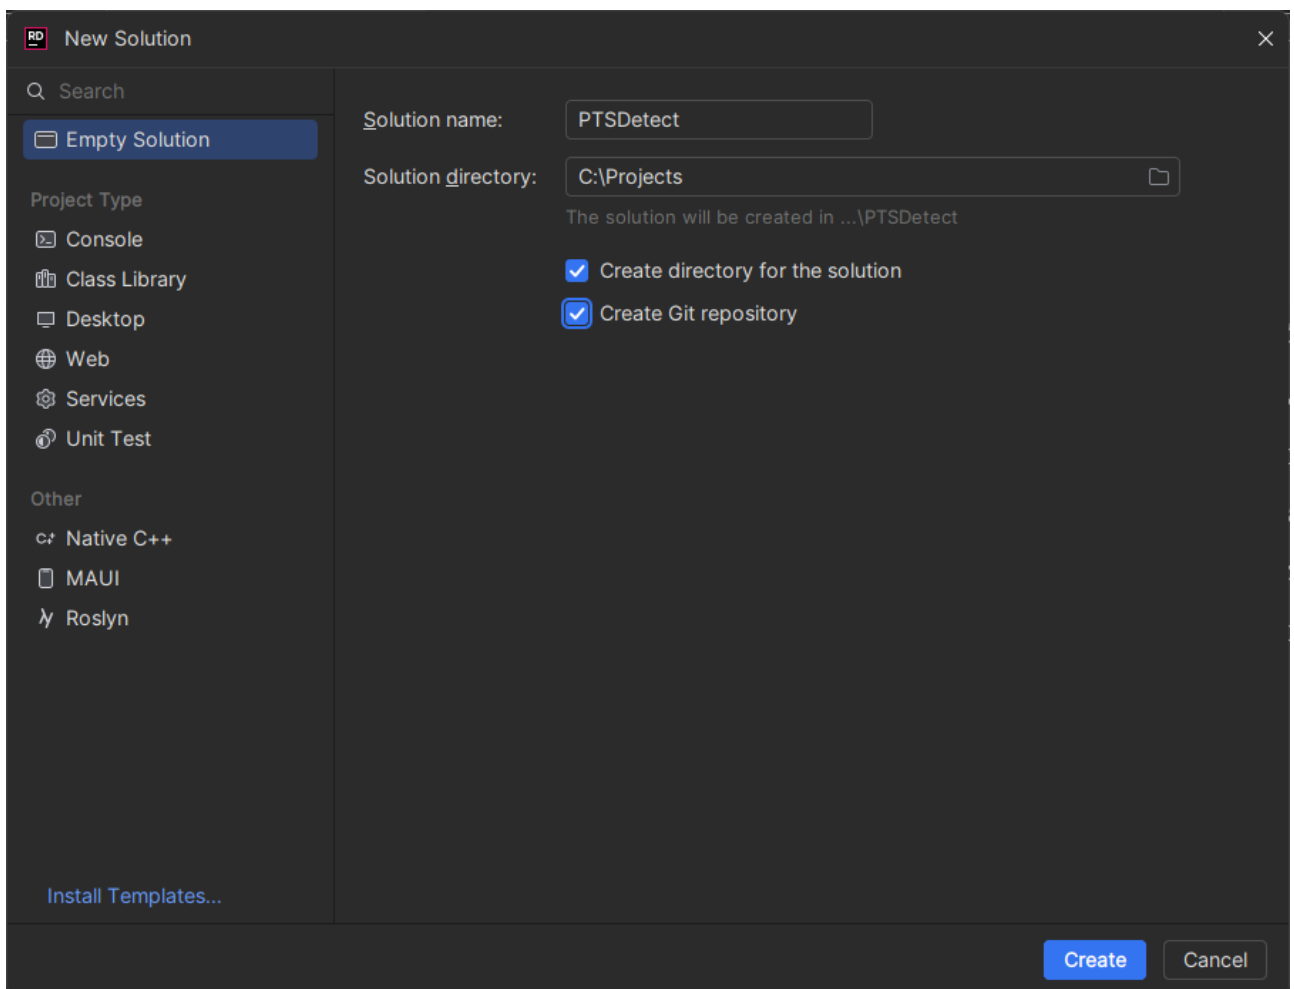 RD New Solution
Search
Empty Solution
Project Type
Console
Class Library
Desktop
Web
Services
Unit Test
Other
C++ Native C++
MAUI
Roslyn
Install Templates...
Solution name: PTSDetect
Solution directory: C:\Projects
The solution will be created in ...\PTSDetect
Create directory for the solution
Create Git repository
Create Cancel